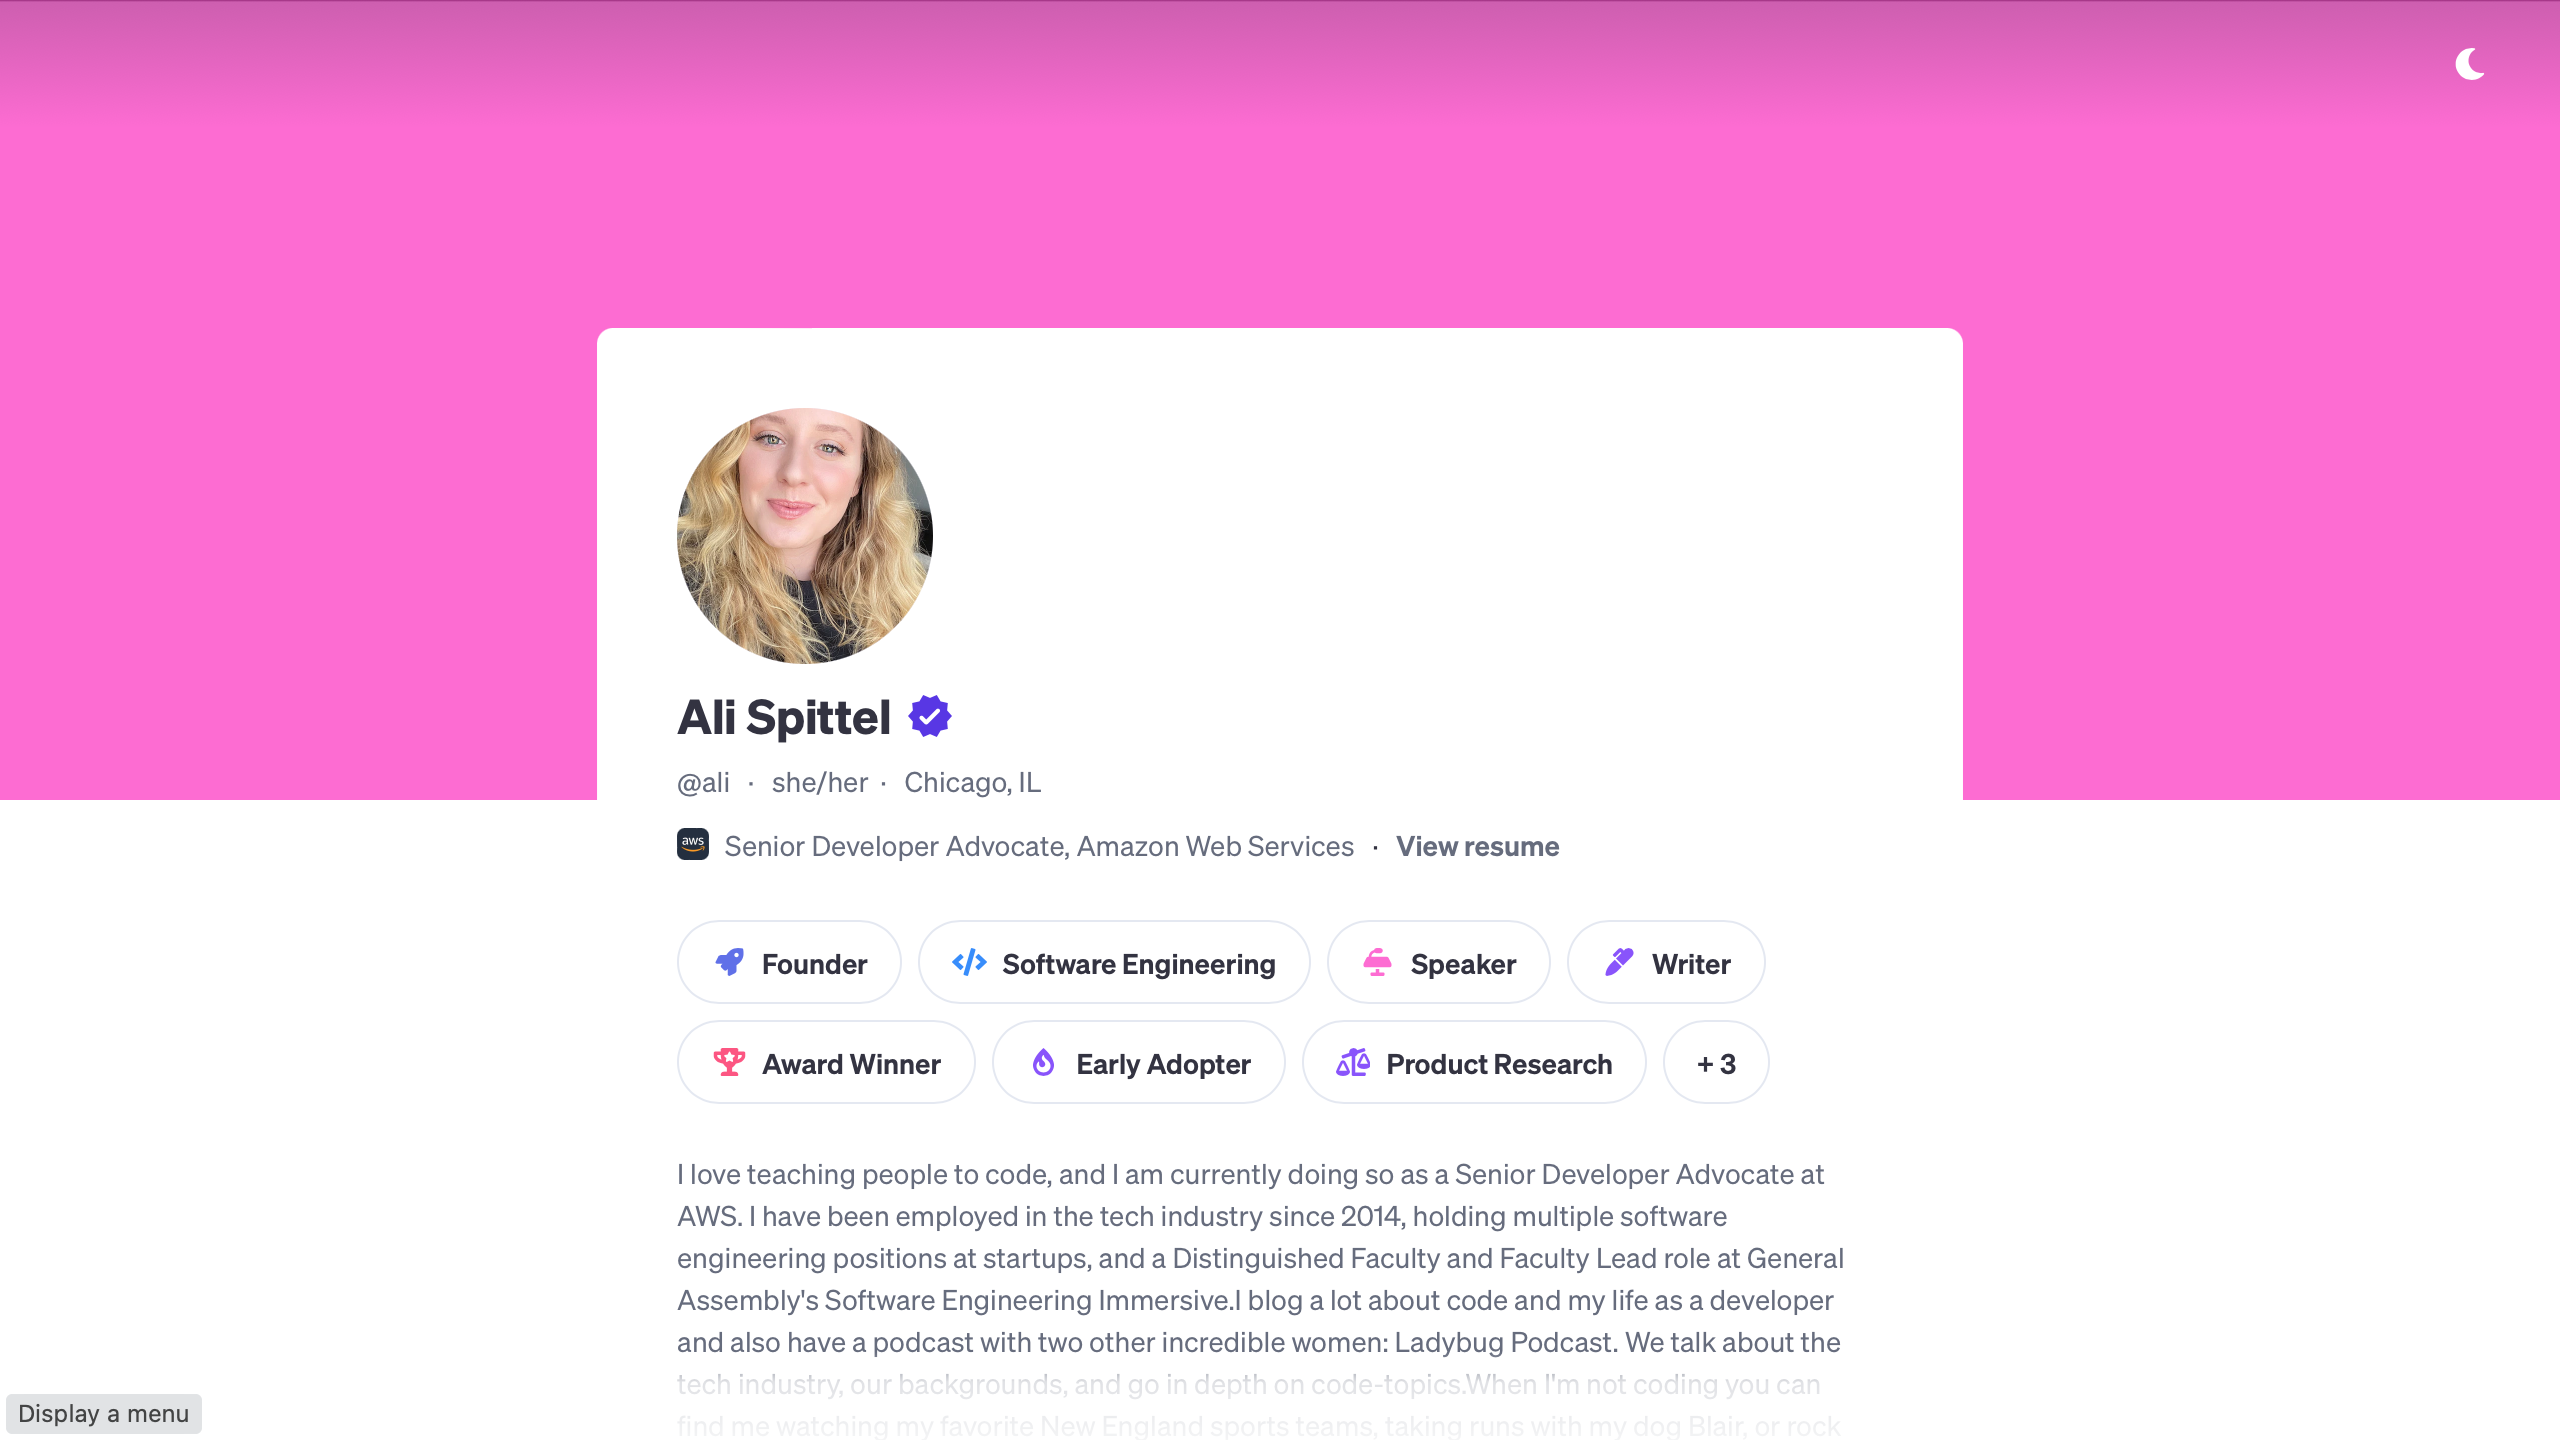 Ali Spittel
@ali · she/her · Chicago, IL
aws Senior Developer Advocate, Amazon Web Services · View resume
Founder Software Engineering Speaker Writer
Award Winner Early Adopter Product Research + 3
I love teaching people to code, and I am currently doing so as a Senior Developer Advocate at
AWS. I have been employed in the tech industry since 2014, holding multiple software
engineering positions at startups, and a Distinguished Faculty and Faculty Lead role at General
Assembly's Software Engineering Immersive.I blog a lot about code and my life as a developer
and also have a podcast with two other incredible women: Ladybug Podcast. We talk about the
tech industry, our backgrounds, and go in depth on code-topics.When I'm not coding you can
find me watching my favorite New England sports teams, taking runs with my dog Blair, or rock
Display a menu